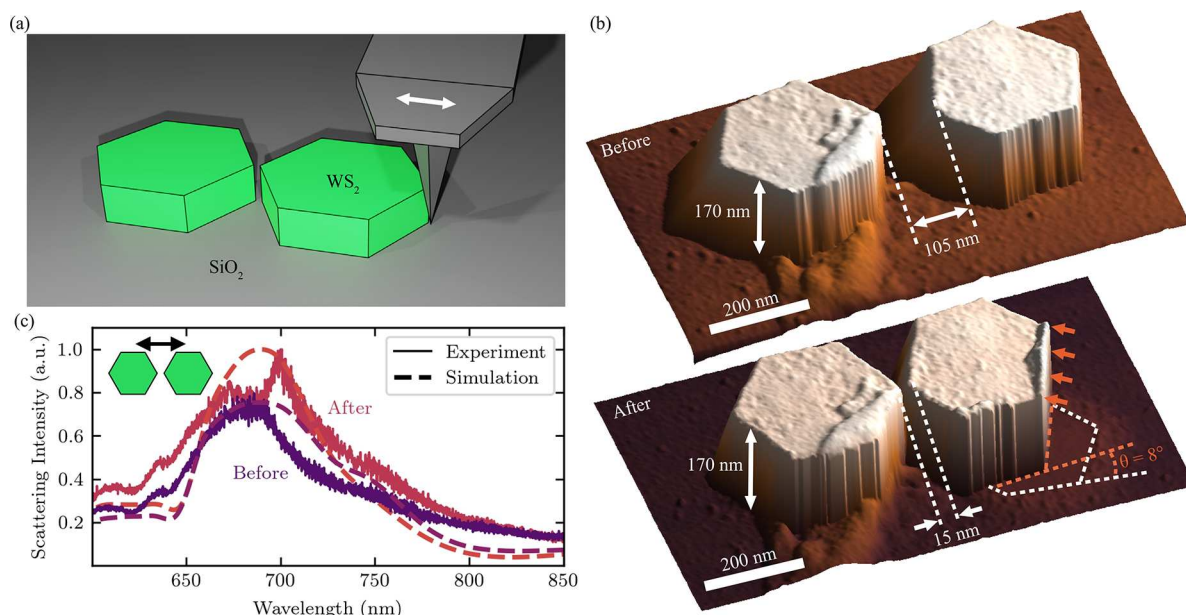 (a)
WS2
SiO2
(b)
Before
170 nm
105 nm
200 nm
After
170 nm
θ = 8°
15 nm
200 nm
(c)
Scattering Intensity (a.u.)
1.0
0.8
0.6
0.4
0.2
Experiment
Simulation
After
Before
650
700
750
800
850
Wavelength (nm)